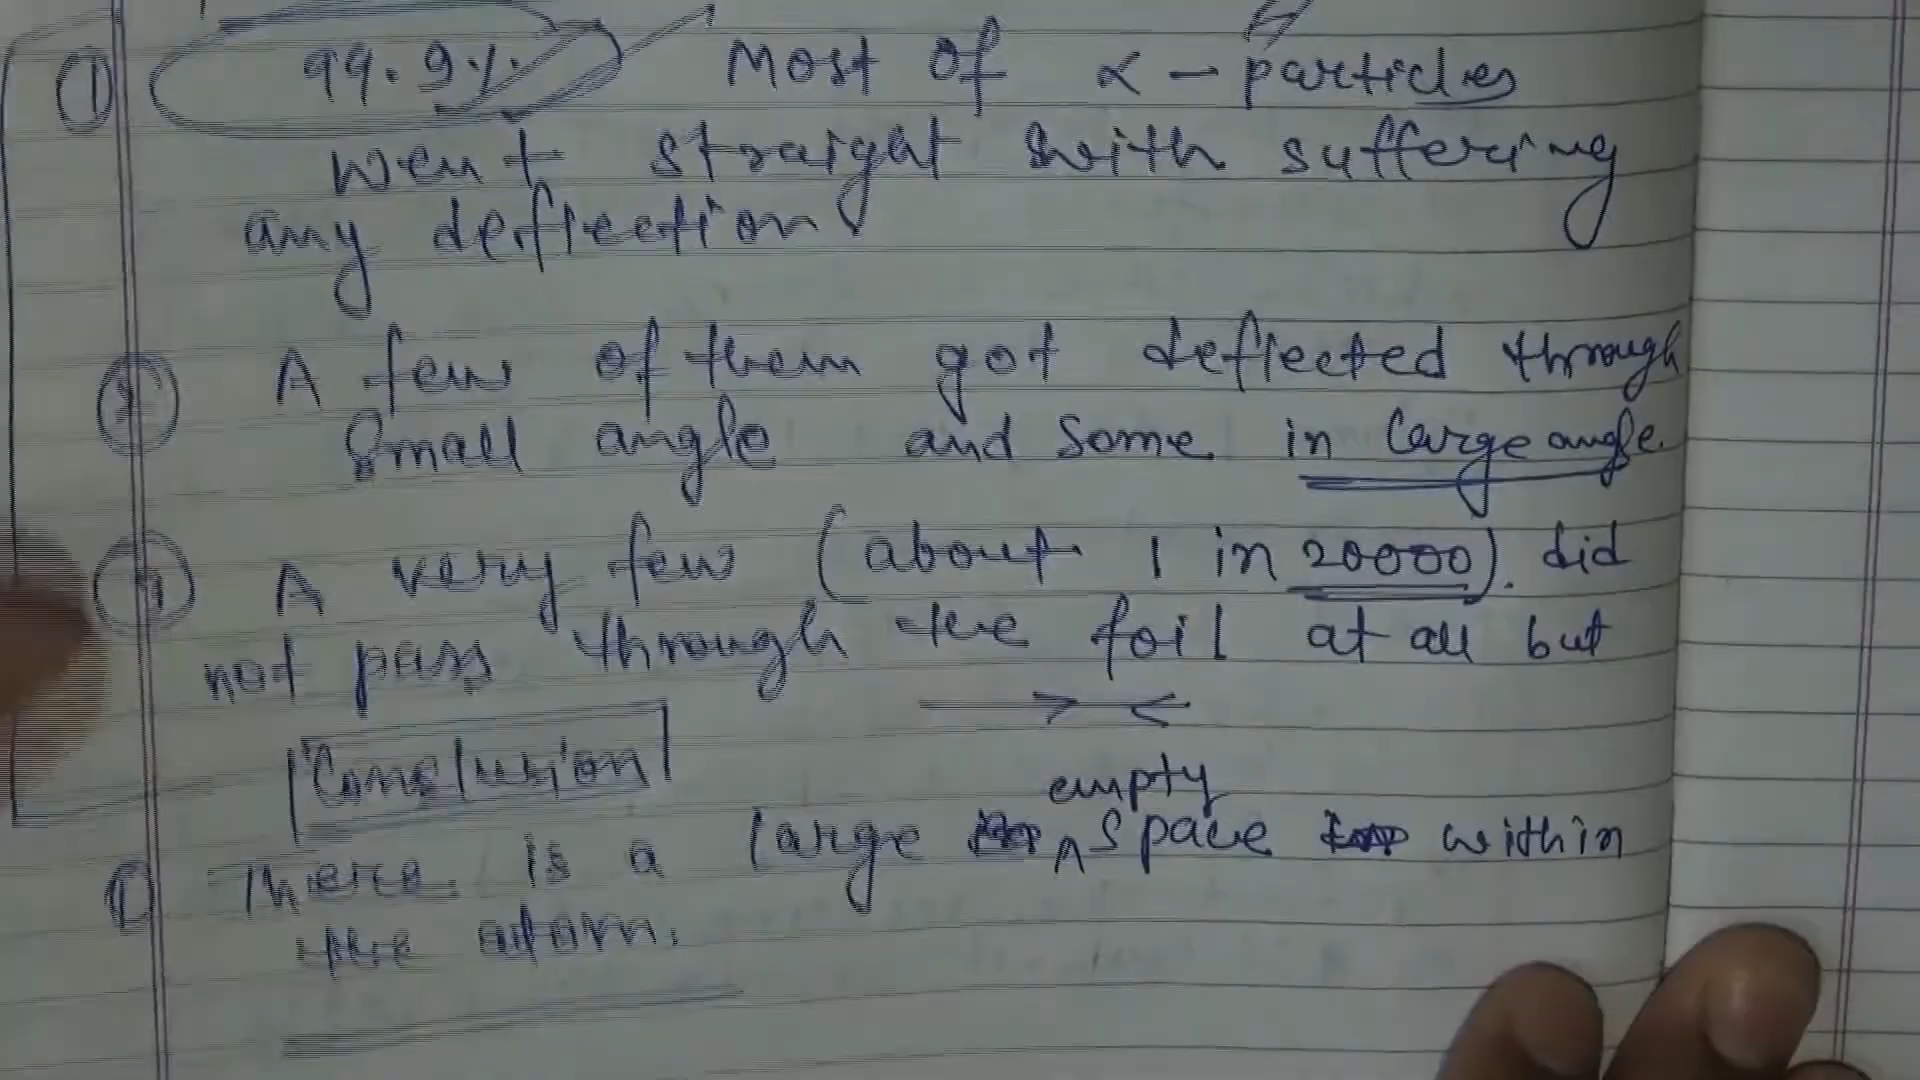 ① 99.9% Most of α - particles
went straight with suffering
any deflection
② A few of them got deflected through
small angle and some in large angle.
A very few (about 1 in 20000). did
not pass through the foil at all but
Conclusion
empty
① There is a large ^ space within
the atom.